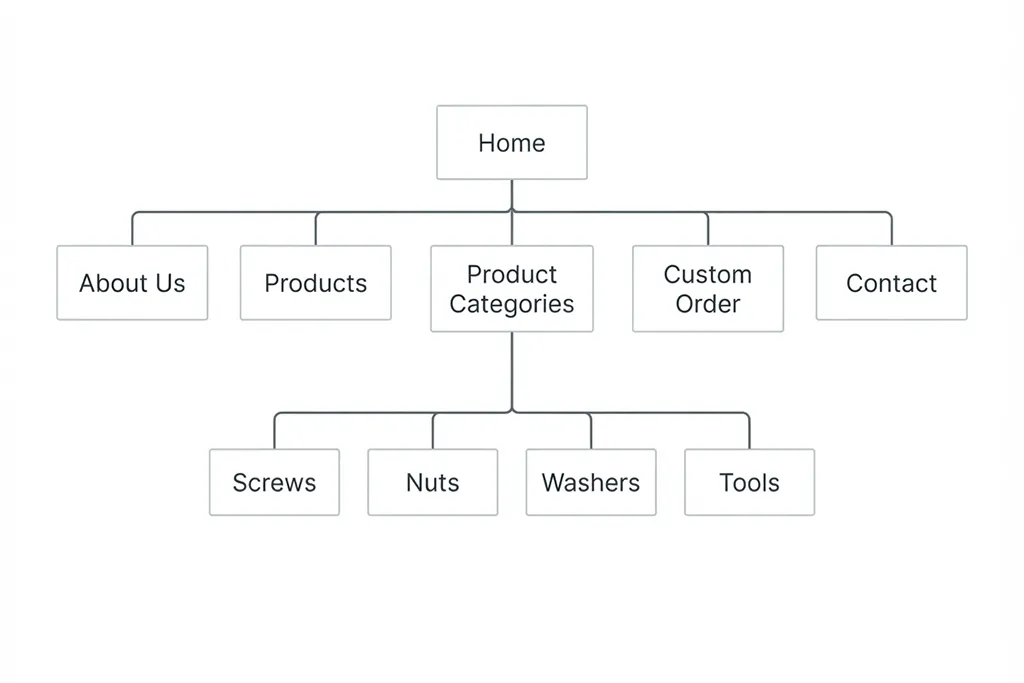 Home
About Us
Products
Product
Categories
Custom
Order
Contact
Screws
Nuts
Washers
Tools